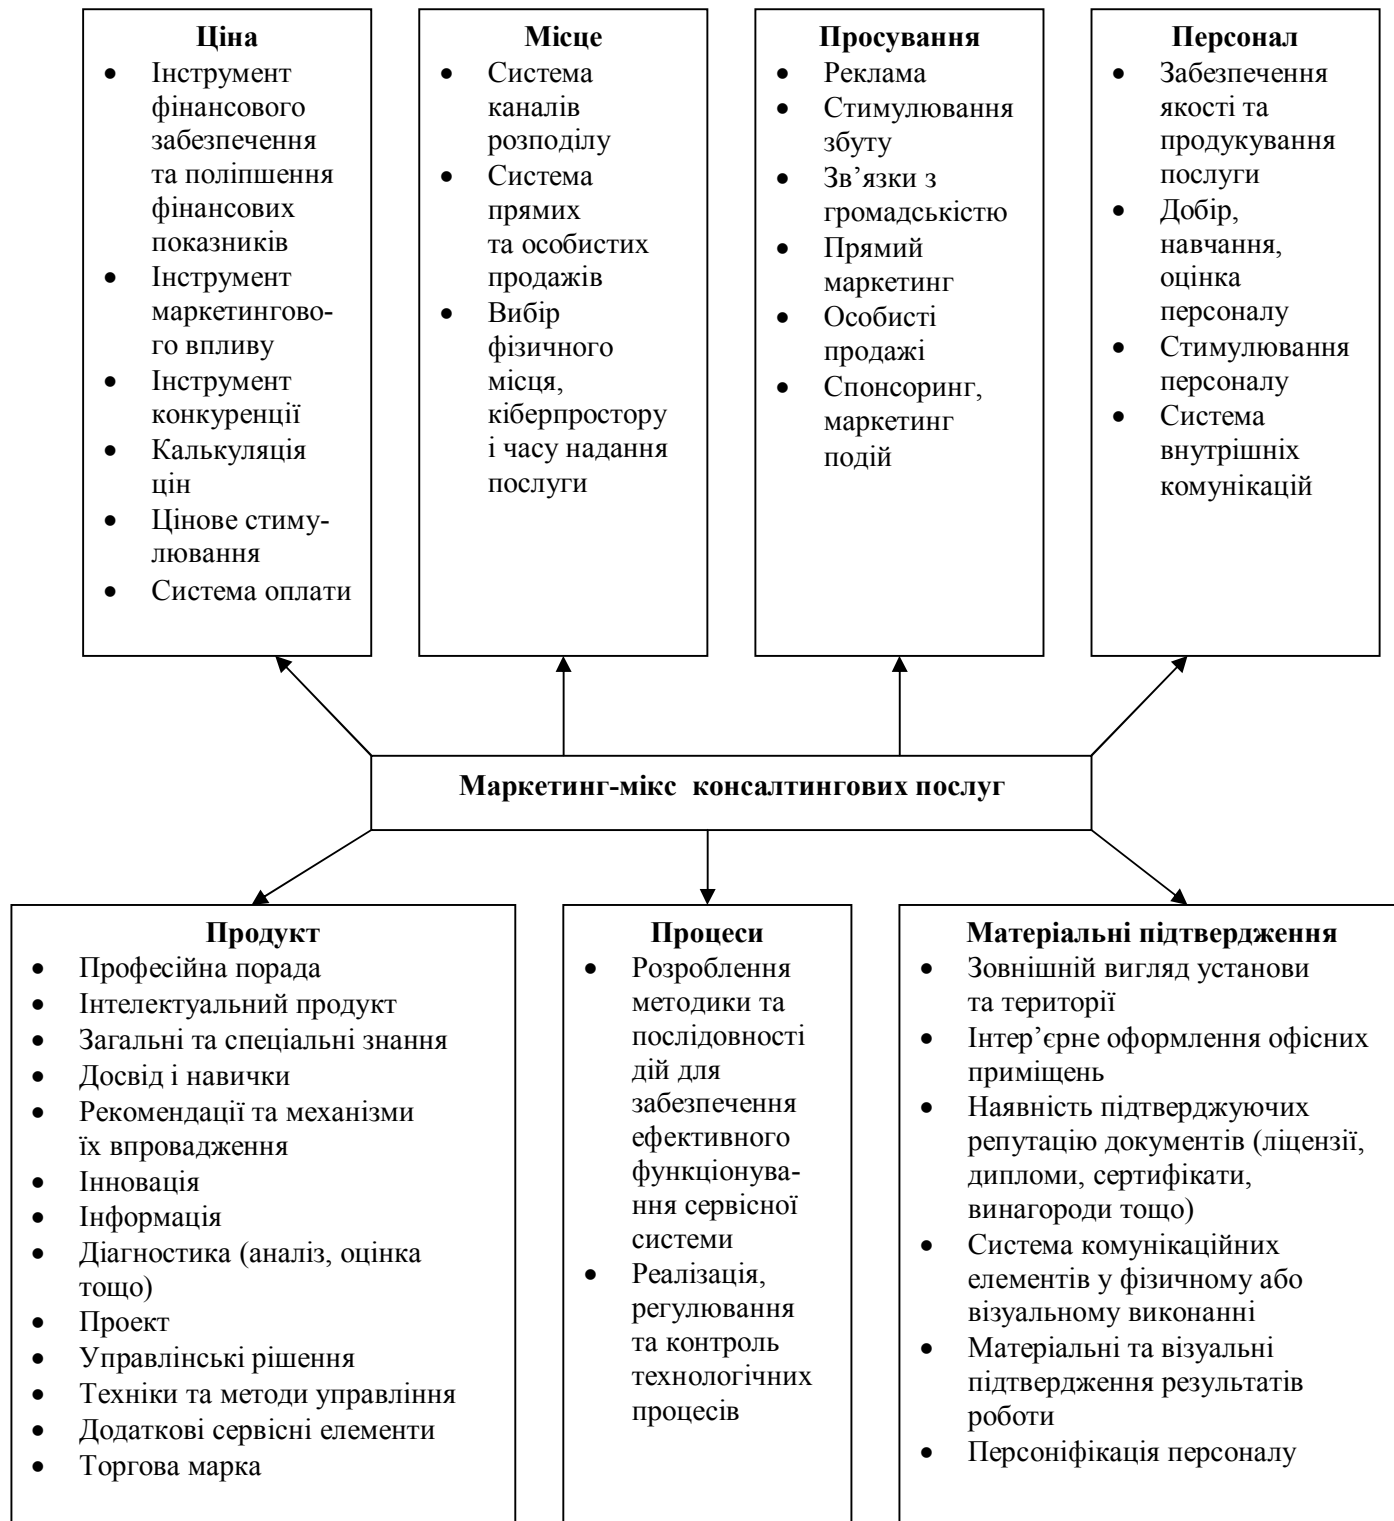 Ціна
• Інструмент
фінансового
забезпечення
та поліпшення
фінансових
показників
• Інструмент
маркетингово-
го впливу
• Інструмент
конкуренції
• Калькуляція
цін
• Цінове стиму-
лювання
• Система оплати
Місце
• Система
каналів
розподілу
• Система
прямих
та особистих
продажів
• Вибір
фізичного
місця,
кіберпростору
і часу надання
послуги
Просування
• Реклама
• Стимулювання
збуту
• Зв’язки з
громадськістю
• Прямий
маркетинг
• Особисті
продажі
• Спонсоринг,
маркетинг
подій
Персонал
• Забезпечення
якості та
продукування
послуги
• Добір,
навчання,
оцінка
персоналу
• Стимулювання
персоналу
• Система
внутрішніх
комунікацій
Маркетинг-мікс консалтингових послуг
Продукт
• Професійна порада
• Інтелектуальний продукт
• Загальні та спеціальні знання
• Досвід і навички
• Рекомендації та механізми
їх впровадження
• Інновація
• Інформація
• Діагностика (аналіз, оцінка
тощо)
• Проект
• Управлінські рішення
• Техніки та методи управління
• Додаткові сервісні елементи
• Торгова марка
Процеси
• Розроблення
методики та
послідовності
дій для
забезпечення
ефективного
функціонува-
ння сервісної
системи
• Реалізація,
регулювання
та контроль
технологічних
процесів
Матеріальні підтвердження
• Зовнішній вигляд установи
та території
• Інтер’єрне оформлення офісних
приміщень
• Наявність підтверджуючих
репутацію документів (ліцензії,
дипломи, сертифікати,
винагороди тощо)
• Система комунікаційних
елементів у фізичному або
візуальному виконанні
• Матеріальні та візуальні
підтвердження результатів
роботи
• Персоніфікація персоналу